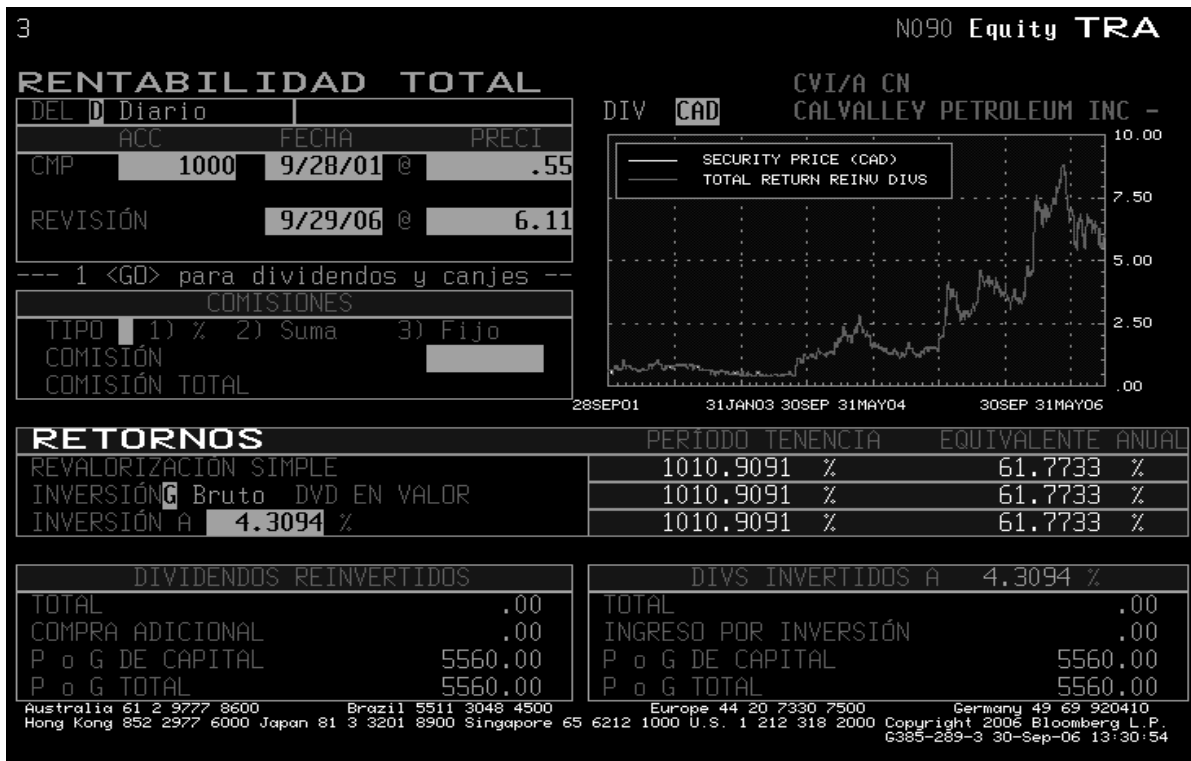 3 N090 Equity TRA
RENTABILIDAD TOTAL
CVI/A CN
DEL D Diario
DIV CAD CALVALLEY PETROLEUM INC -
ACC FECHA PRECI
CMP 1000 9/28/01 @ .55
REVISIÓN 9/29/06 @ 6.11
--- 1 <GO> para dividendos y canjes --
COMISIONES
TIPO 1) % 2) Suma 3) Fijo
COMISIÓN
COMISIÓN TOTAL
SECURITY PRICE (CAD)
TOTAL RETURN REINV DIVS
10.00
7.50
5.00
2.50
.00
28SEP01 31JAN03 30SEP 31MAY04 30SEP 31MAY06
RETORNOS PERÍODO TENENCIA EQUIVALENTE ANUAL
REVALORIZACIÓN SIMPLE 1010.9091 % 61.7733 %
INVERSIÓN G Bruto DVD EN VALOR 1010.9091 % 61.7733 %
INVERSIÓN A 4.3094 % 1010.9091 % 61.7733 %
DIVIDENDOS REINVERTIDOS
TOTAL .00
COMPRA ADICIONAL .00
P o G DE CAPITAL 5560.00
P o G TOTAL 5560.00
DIVS INVERTIDOS A 4.3094 %
TOTAL .00
INGRESO POR INVERSIÓN .00
P o G DE CAPITAL 5560.00
P o G TOTAL 5560.00
Australia 61 2 9777 8600 Brazil 5511 3048 4500 Europe 44 20 7330 7500 Germany 49 69 920410
Hong Kong 852 2977 6000 Japan 81 3 3201 8900 Singapore 65 6212 1000 U.S. 1 212 318 2000 Copyright 2006 Bloomberg L.P.
G385-289-3 30-Sep-06 13:30:54